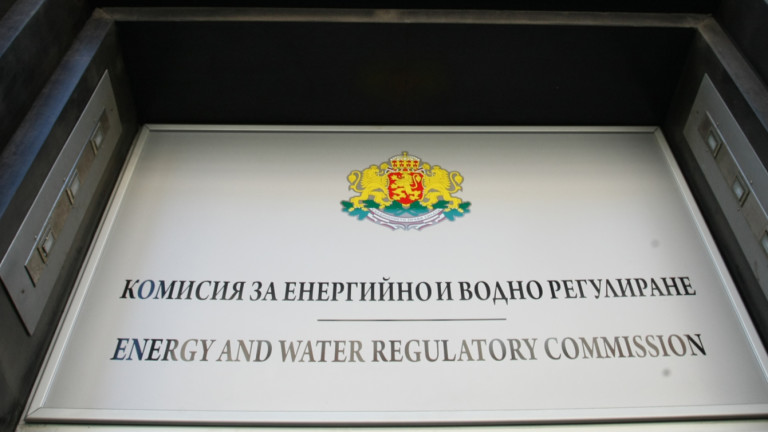 КОМИСИЯ ЗА ЕНЕРГИЙНО И ВОДНО РЕГУЛИРАНЕ
ENERGY AND WATER REGULATORY COMMISSION